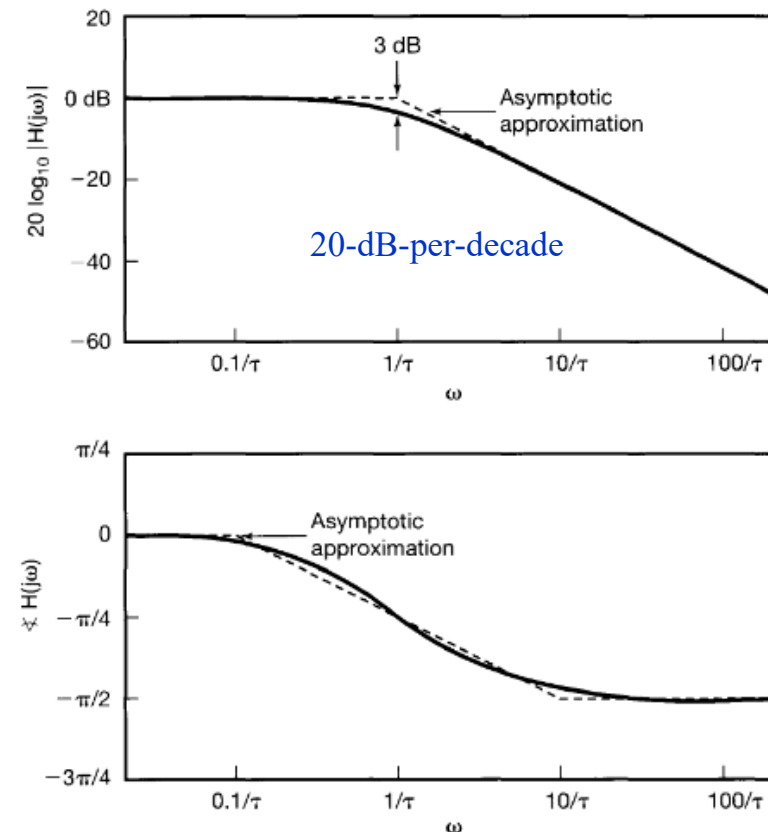 20
3 dB
0 dB
Asymptotic
approximation
20 log₁₀ |H(jω)|
−20
20-dB-per-decade
−40
−60
0.1/τ 1/τ 10/τ 100/τ
ω
π/4
0
Asymptotic
approximation
∢ H(jω)
−π/4
−π/2
−3π/4
0.1/τ 1/τ 10/τ 100/τ
ω